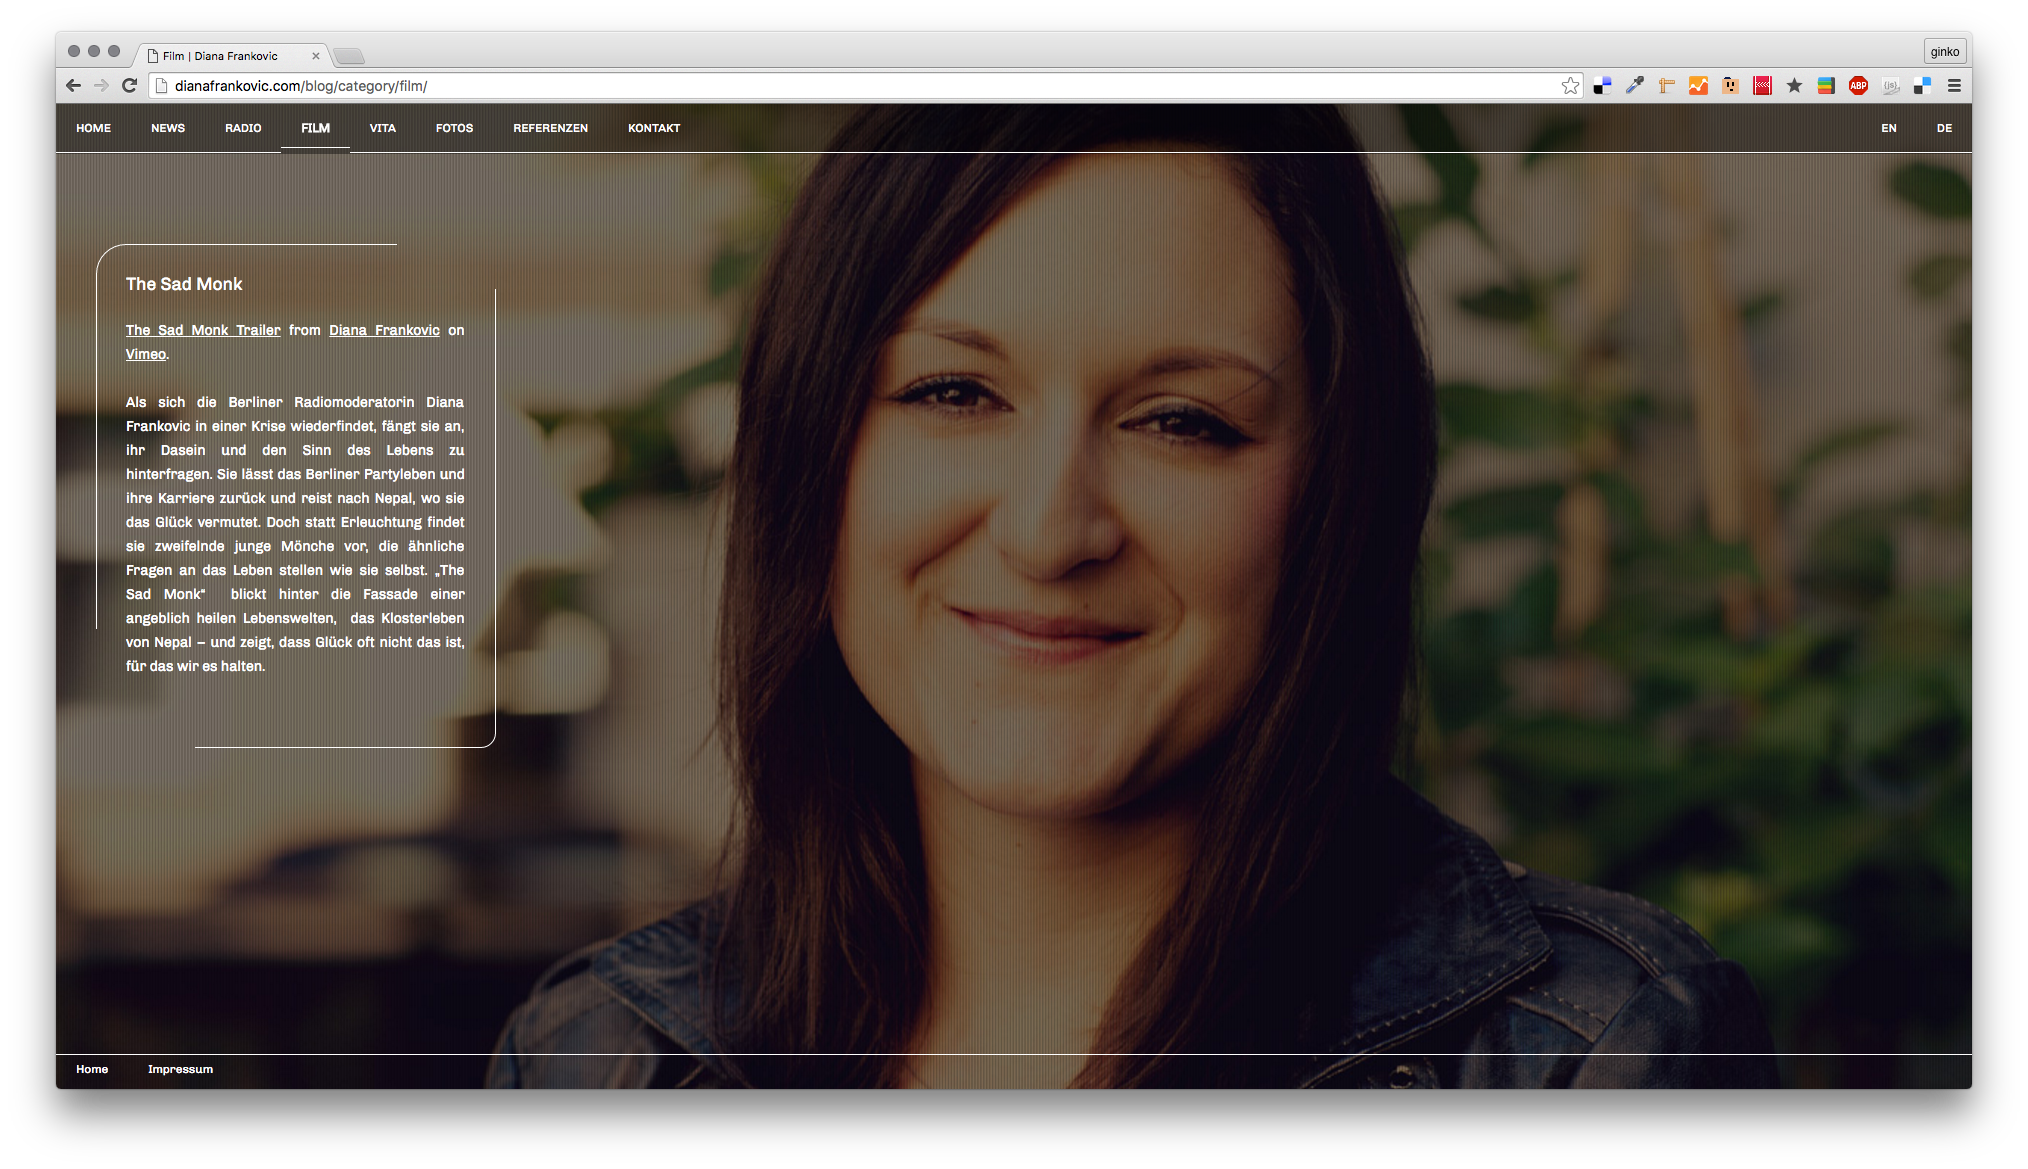 Film | Diana Frankovic
ginko
dianafrankovic.com/blog/category/film/
ABP
{js}
HOME NEWS RADIO FILM VITA FOTOS REFERENZEN KONTAKT EN DE
The Sad Monk
The Sad Monk Trailer from Diana Frankovic on
Vimeo.
Als sich die Berliner Radiomoderatorin Diana
Frankovic in einer Krise wiederfindet, fängt sie an,
ihr Dasein und den Sinn des Lebens zu
hinterfragen. Sie lässt das Berliner Partyleben und
ihre Karriere zurück und reist nach Nepal, wo sie
das Glück vermutet. Doch statt Erleuchtung findet
sie zweifelnde junge Mönche vor, die ähnliche
Fragen an das Leben stellen wie sie selbst. „The
Sad Monk“ blickt hinter die Fassade einer
angeblich heilen Lebenswelten, das Klosterleben
von Nepal – und zeigt, dass Glück oft nicht das ist,
für das wir es halten.
Home Impressum